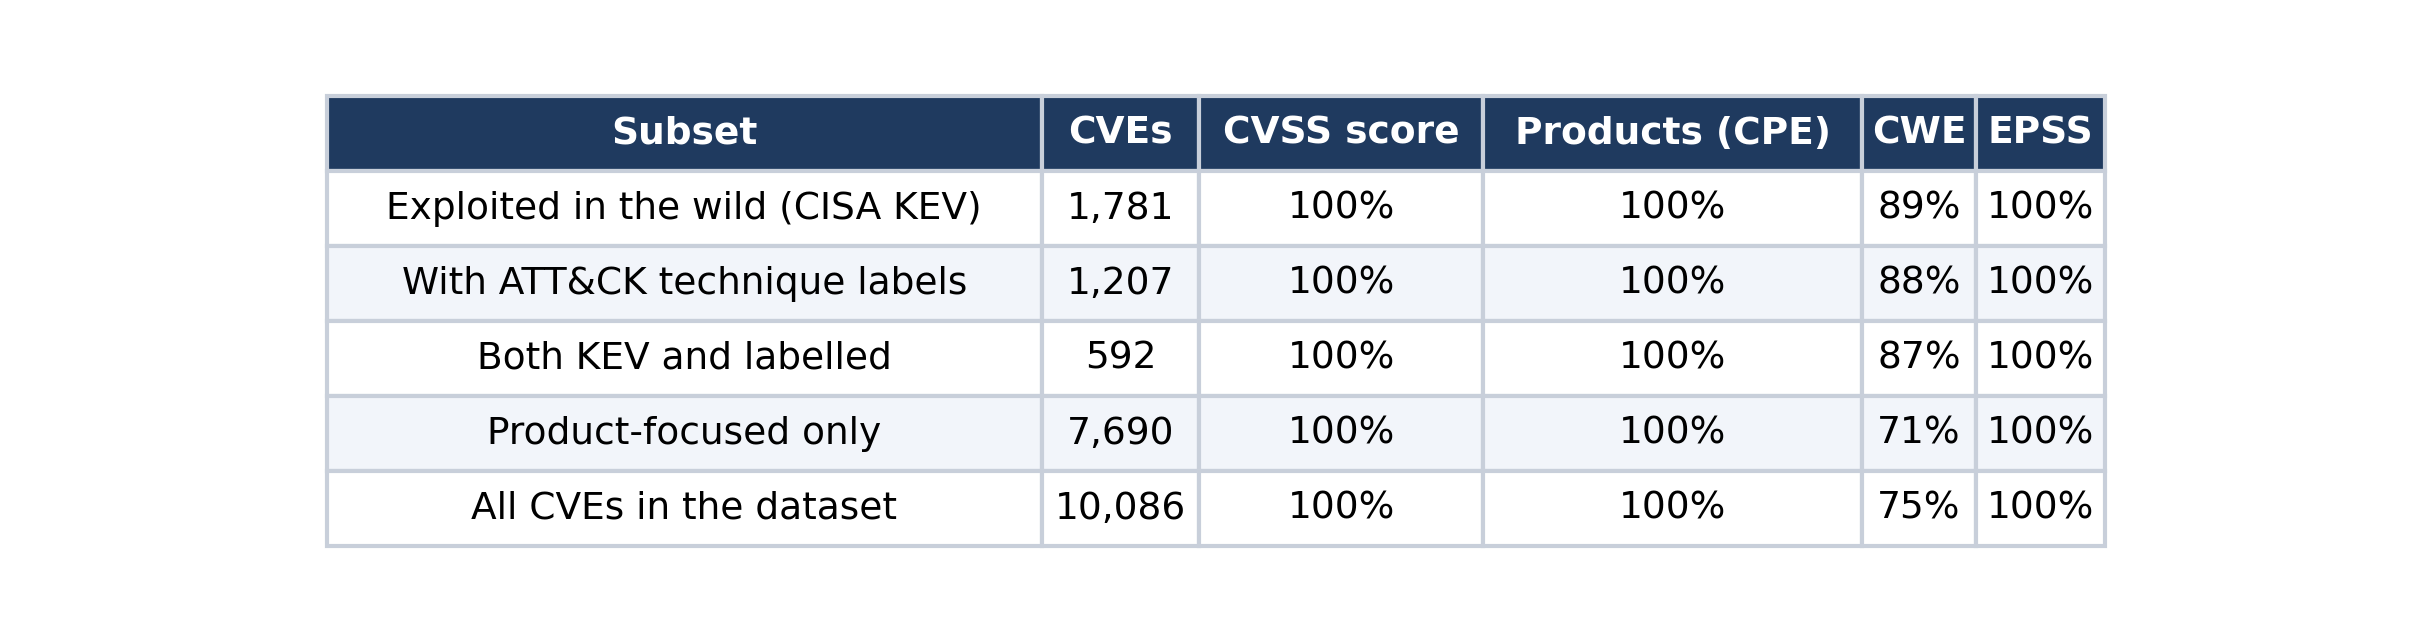 Subset CVEs CVSS score Products (CPE) CWE EPSS
Exploited in the wild (CISA KEV) 1,781 100% 100% 89% 100%
With ATT&CK technique labels 1,207 100% 100% 88% 100%
Both KEV and labelled 592 100% 100% 87% 100%
Product-focused only 7,690 100% 100% 71% 100%
All CVEs in the dataset 10,086 100% 100% 75% 100%